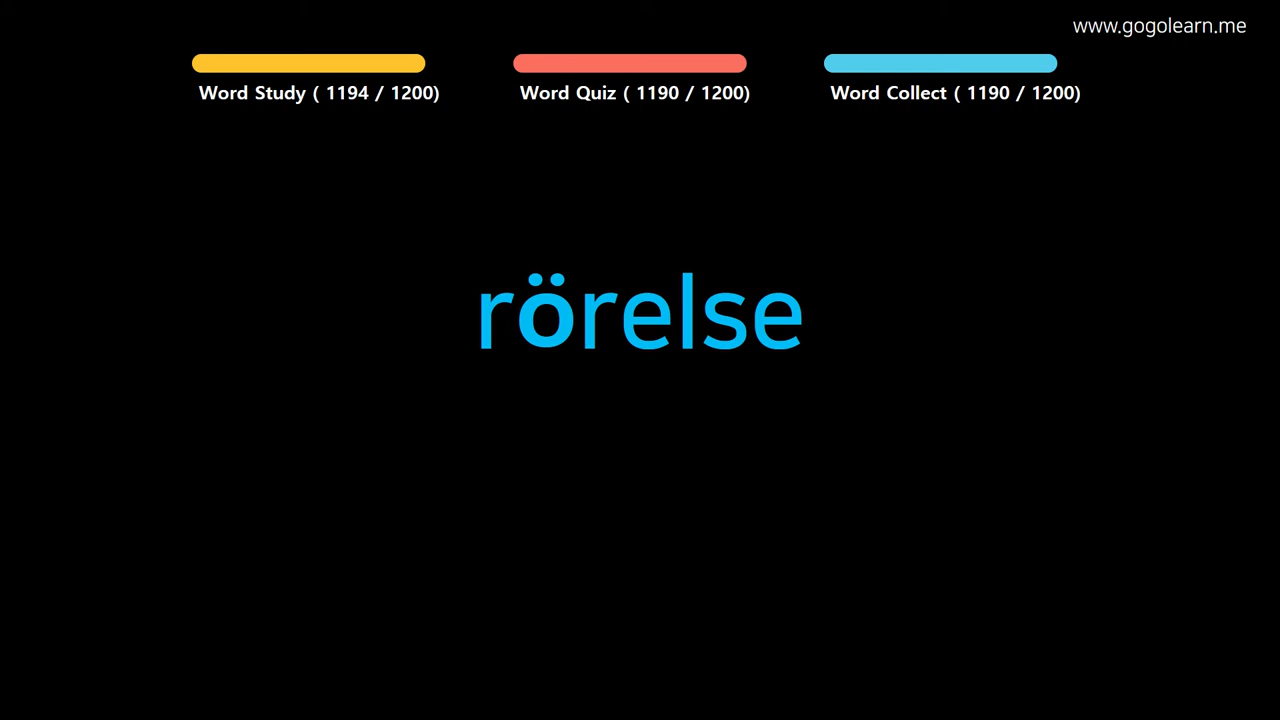 www.gogolearn.me
Word Study ( 1194 / 1200)
Word Quiz ( 1190 / 1200)
Word Collect ( 1190 / 1200)
rörelse